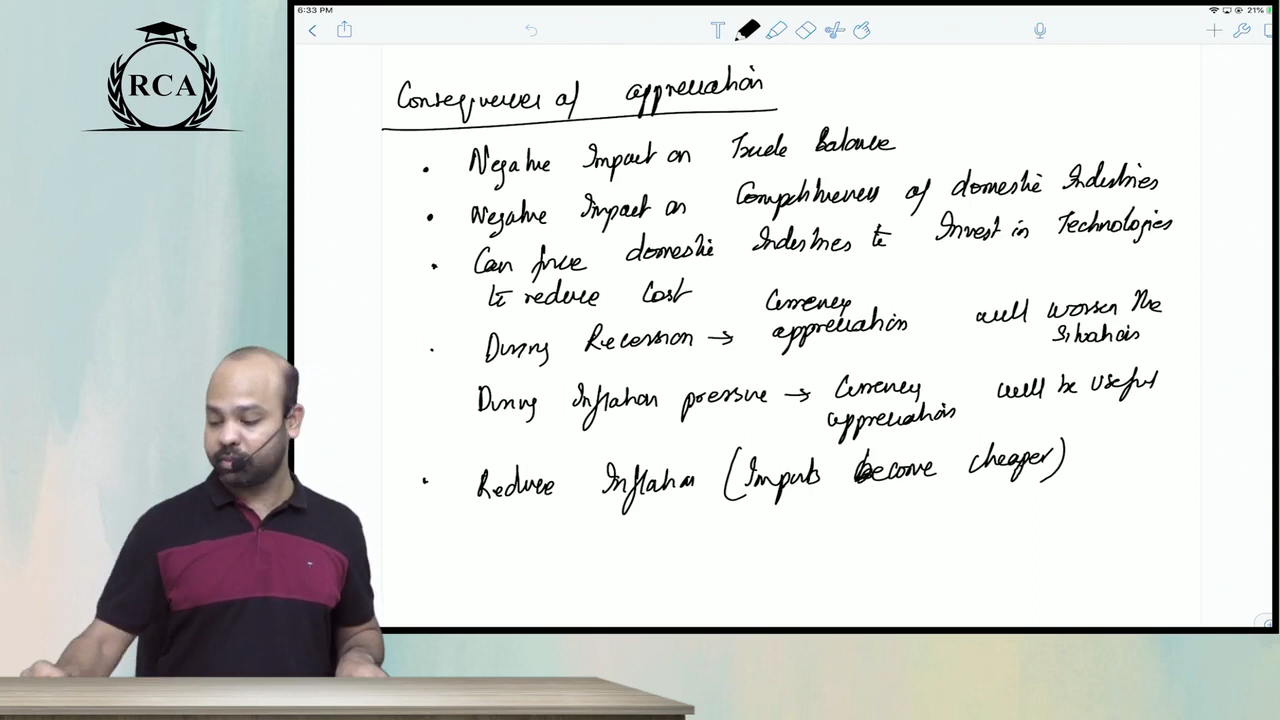 6:33 PM
21%
RCA
Consequences of appreciation
• Negative Impact on Trade Balance
• Negative Impact on Competitiveness of domestic Industries
• Can force domestic Industries to Invest in Technologies
to reduce Cost
• During Recession → Currency appreciation will worsen the situation
During Inflation pressure → Currency appreciation will be useful
• Reduce Inflation (Imports become cheaper)